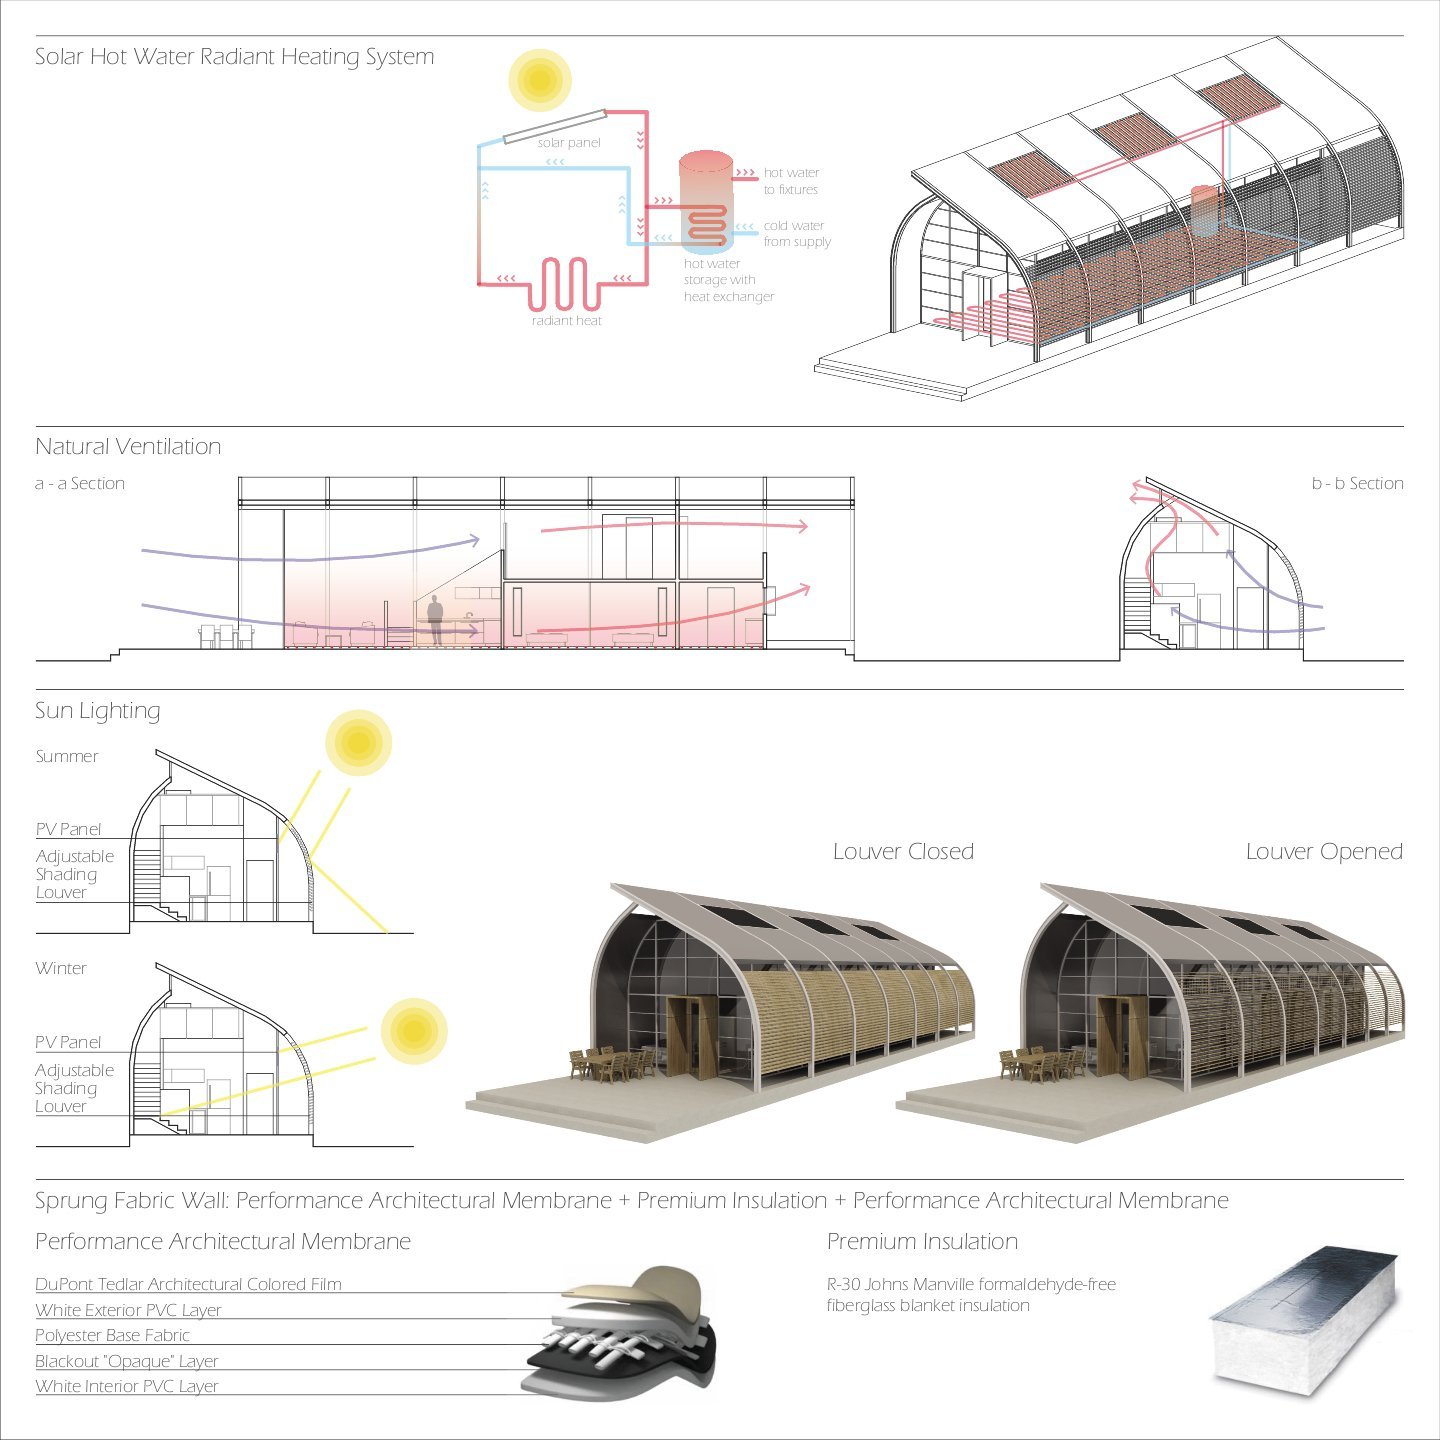 Solar Hot Water Radiant Heating System
solar panel
hot water
to fixtures
cold water
from supply
hot water
storage with
heat exchanger
radiant heat
Natural Ventilation
a - a Section
b - b Section
Sun Lighting
Summer
PV Panel
Adjustable
Shading
Louver
Louver Closed
Louver Opened
Winter
PV Panel
Adjustable
Shading
Louver
Sprung Fabric Wall: Performance Architectural Membrane + Premium Insulation + Performance Architectural Membrane
Performance Architectural Membrane
DuPont Tedlar Architectural Colored Film
White Exterior PVC Layer
Polyester Base Fabric
Blackout "Opaque" Layer
White Interior PVC Layer
Premium Insulation
R-30 Johns Manville formaldehyde-free
fiberglass blanket insulation